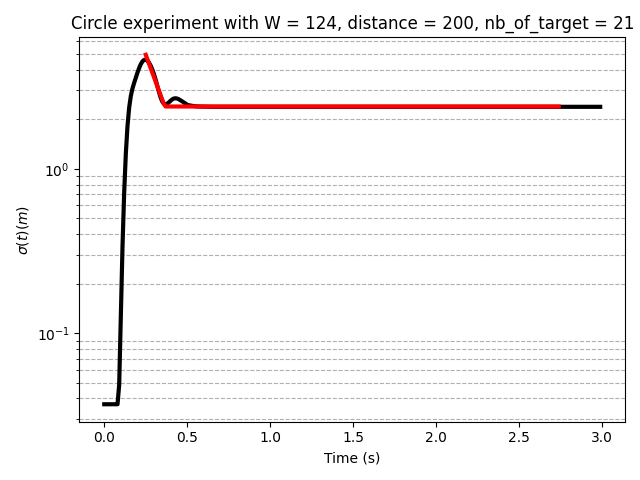 Circle experiment with W = 124, distance = 200, nb_of_target = 21
σ(t)(m)
10⁰
10⁻¹
0.0 0.5 1.0 1.5 2.0 2.5 3.0
Time (s)